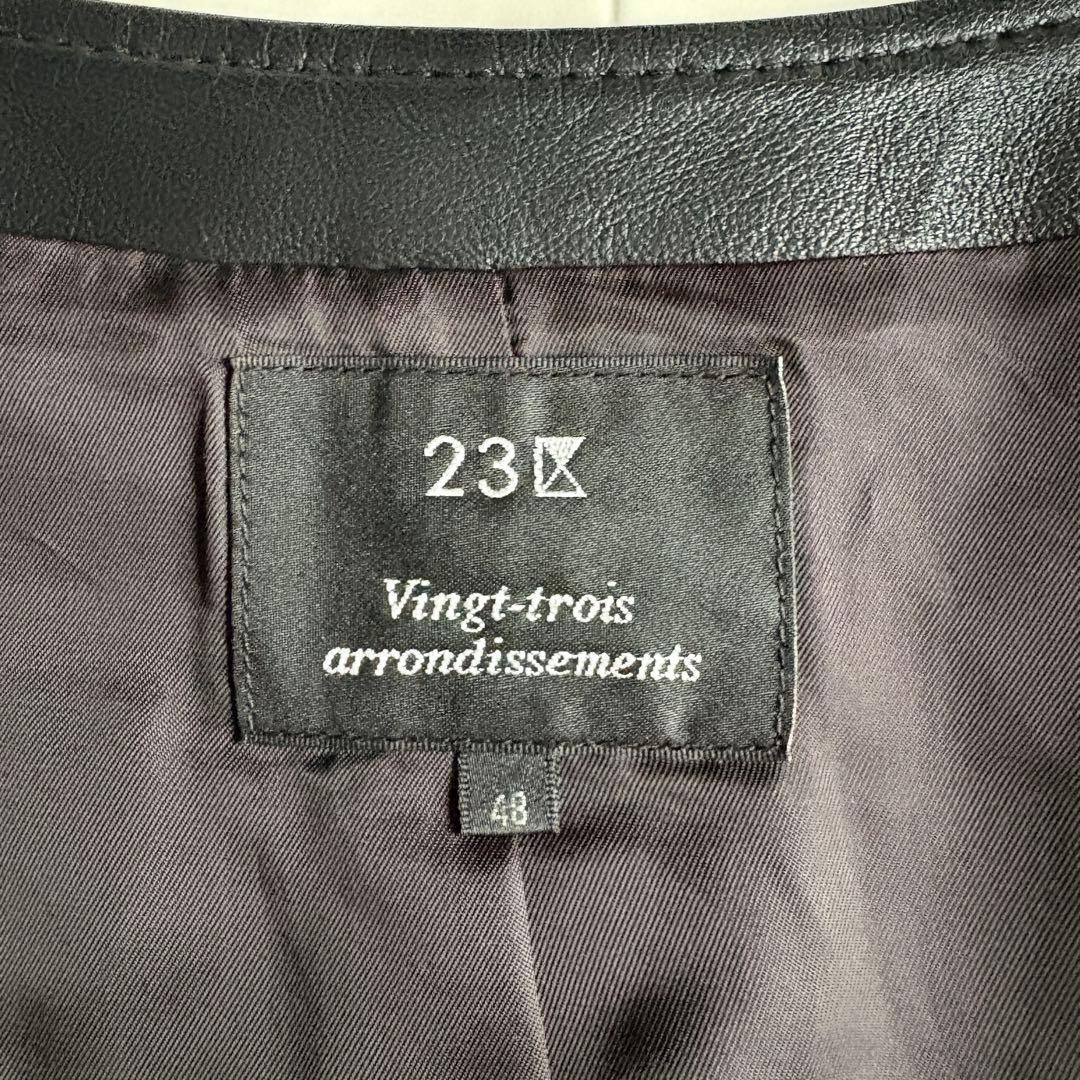 23区
Vingt-trois
arrondissements
48